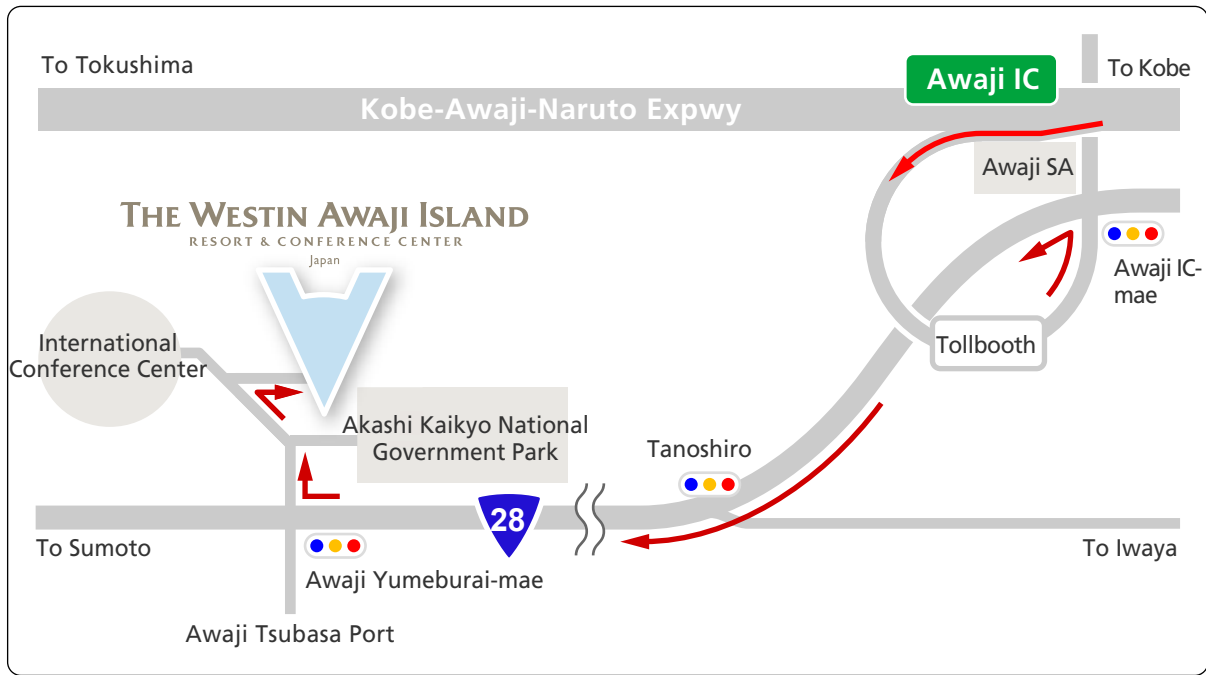 To Tokushima
Awaji IC
To Kobe
Kobe-Awaji-Naruto Expwy
Awaji SA
THE WESTIN AWAJI ISLAND
RESORT & CONFERENCE CENTER
Japan
Awaji IC-
mae
International
Conference Center
Tollbooth
Akashi Kaikyo National
Government Park
Tanoshiro
28
To Sumoto
To Iwaya
Awaji Yumeburai-mae
Awaji Tsubasa Port